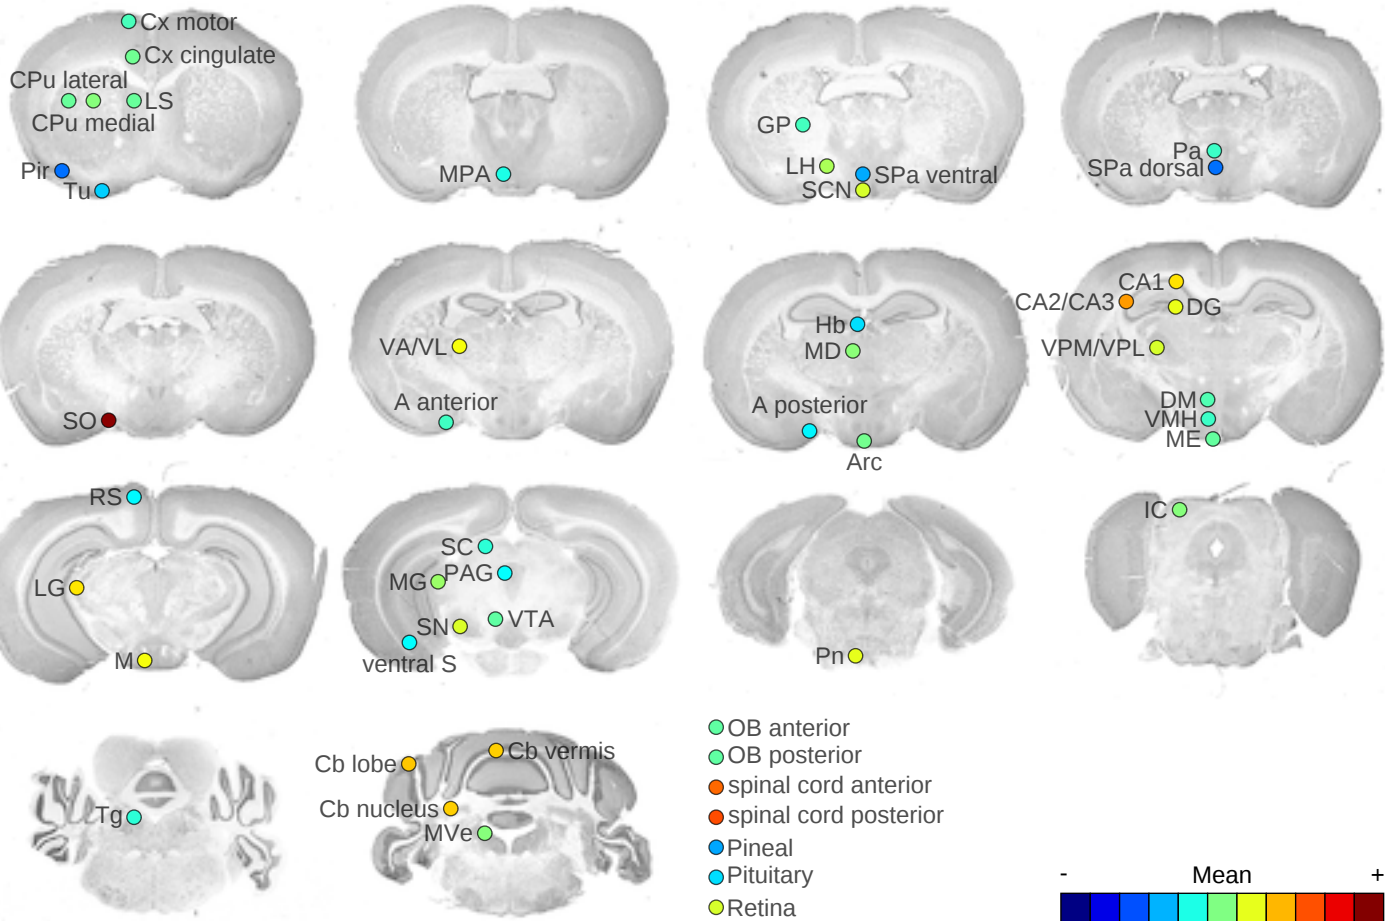 Cx motor
Cx cingulate
CPu lateral
LS
CPu medial
Pir
Tu
MPA
GP
LH
SPa ventral
SCN
Pa
SPa dorsal
SO
VA/VL
A anterior
Hb
MD
A posterior
Arc
CA1
CA2/CA3
DG
VPM/VPL
DM
VMH
ME
RS
LG
M
SC
PAG
MG
VTA
SN
ventral S
Pn
IC
Tg
Cb vermis
Cb lobe
Cb nucleus
MVe
OB anterior
OB posterior
spinal cord anterior
spinal cord posterior
Pineal
Pituitary
Retina
- Mean +